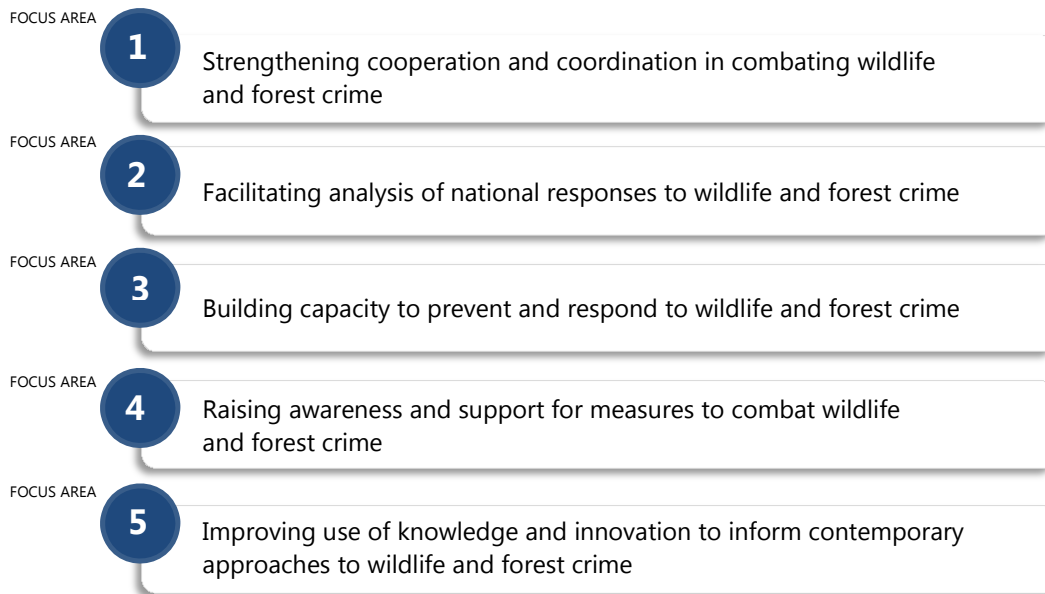 FOCUS AREA
1
Strengthening cooperation and coordination in combating wildlife
and forest crime
FOCUS AREA
2
Facilitating analysis of national responses to wildlife and forest crime
FOCUS AREA
3
Building capacity to prevent and respond to wildlife and forest crime
FOCUS AREA
4
Raising awareness and support for measures to combat wildlife
and forest crime
FOCUS AREA
5
Improving use of knowledge and innovation to inform contemporary
approaches to wildlife and forest crime